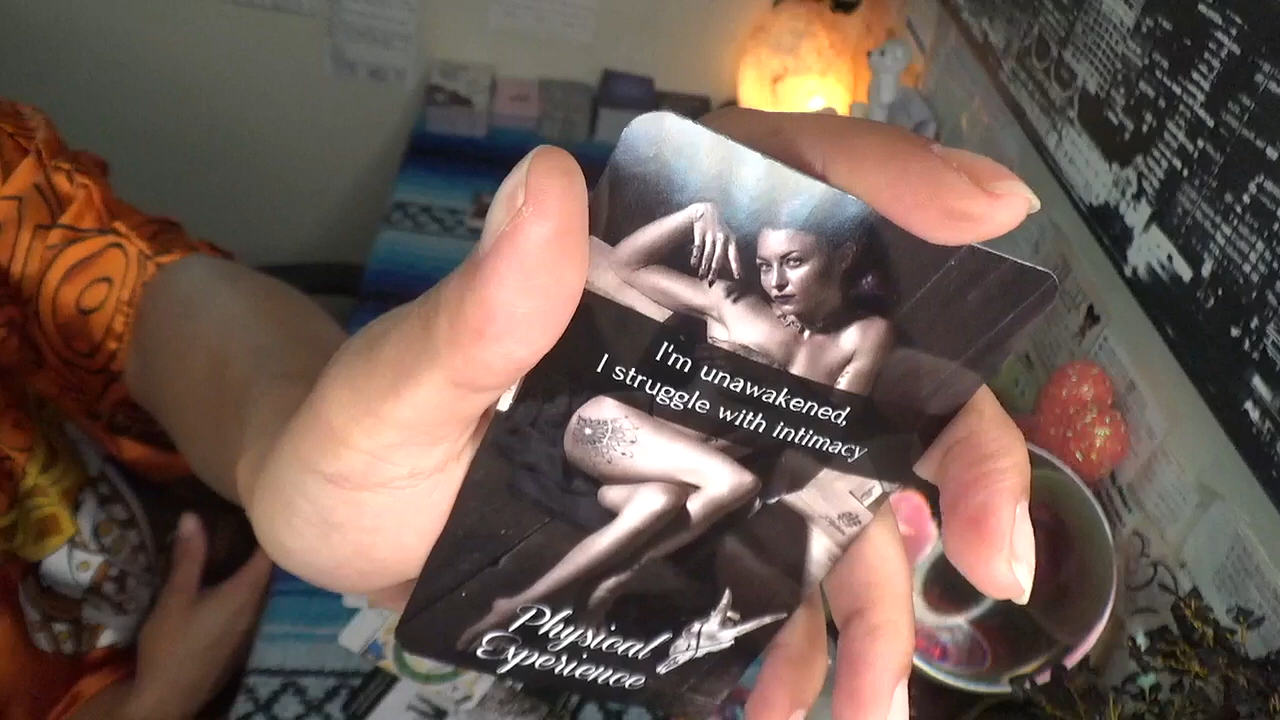 I'm unawakened,
I struggle with intimacy
Physical
Experience